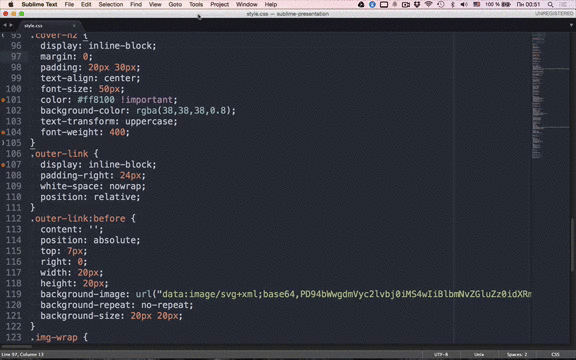 Sublime Text File Edit Selection Find View Goto Tools Project Window Help 100 % Пн 00:51
style.css — sublime-presentation UNREGISTERED
style.css
95 .cover-h2 {
96 display: inline-block;
97 margin: 0;
98 padding: 20px 30px;
99 text-align: center;
100 font-size: 50px;
101 color: #ff8100 !important;
102 background-color: rgba(38,38,38,0.8);
103 text-transform: uppercase;
104 font-weight: 400;
105 }
106 .outer-link {
107 display: inline-block;
108 padding-right: 24px;
109 white-space: nowrap;
110 position: relative;
111 }
112 .outer-link:before {
113 content: '';
114 position: absolute;
115 top: 7px;
116 right: 0;
117 width: 20px;
118 height: 20px;
119 background-image: url("data:image/svg+xml;base64,PD94bWwgdmVyc2lvbj0iMS4wIiBlbmNvZGluZz0idXRm
120 background-repeat: no-repeat;
121 background-size: 20px 20px;
122 }
123 .img-wrap {
Line 97, Column 13 UTF-8 Unix Spaces: 2 CSS